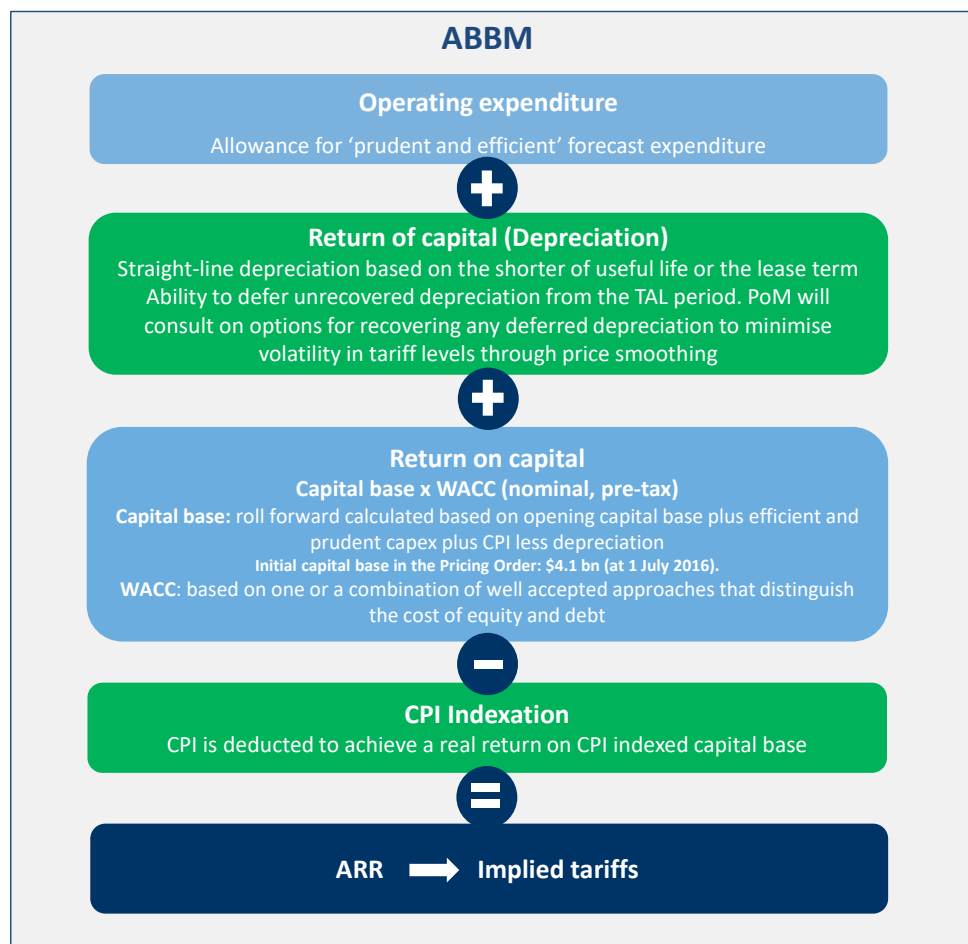 ABBM
Operating expenditure
Allowance for ‘prudent and efficient’ forecast expenditure
Return of capital (Depreciation)
Straight-line depreciation based on the shorter of useful life or the lease term
Ability to defer unrecovered depreciation from the TAL period. PoM will
consult on options for recovering any deferred depreciation to minimise
volatility in tariff levels through price smoothing
Return on capital
Capital base x WACC (nominal, pre-tax)
Capital base: roll forward calculated based on opening capital base plus efficient and
prudent capex plus CPI less depreciation
Initial capital base in the Pricing Order: $4.1 bn (at 1 July 2016).
WACC: based on one or a combination of well accepted approaches that distinguish
the cost of equity and debt
CPI Indexation
CPI is deducted to achieve a real return on CPI indexed capital base
ARR Implied tariffs